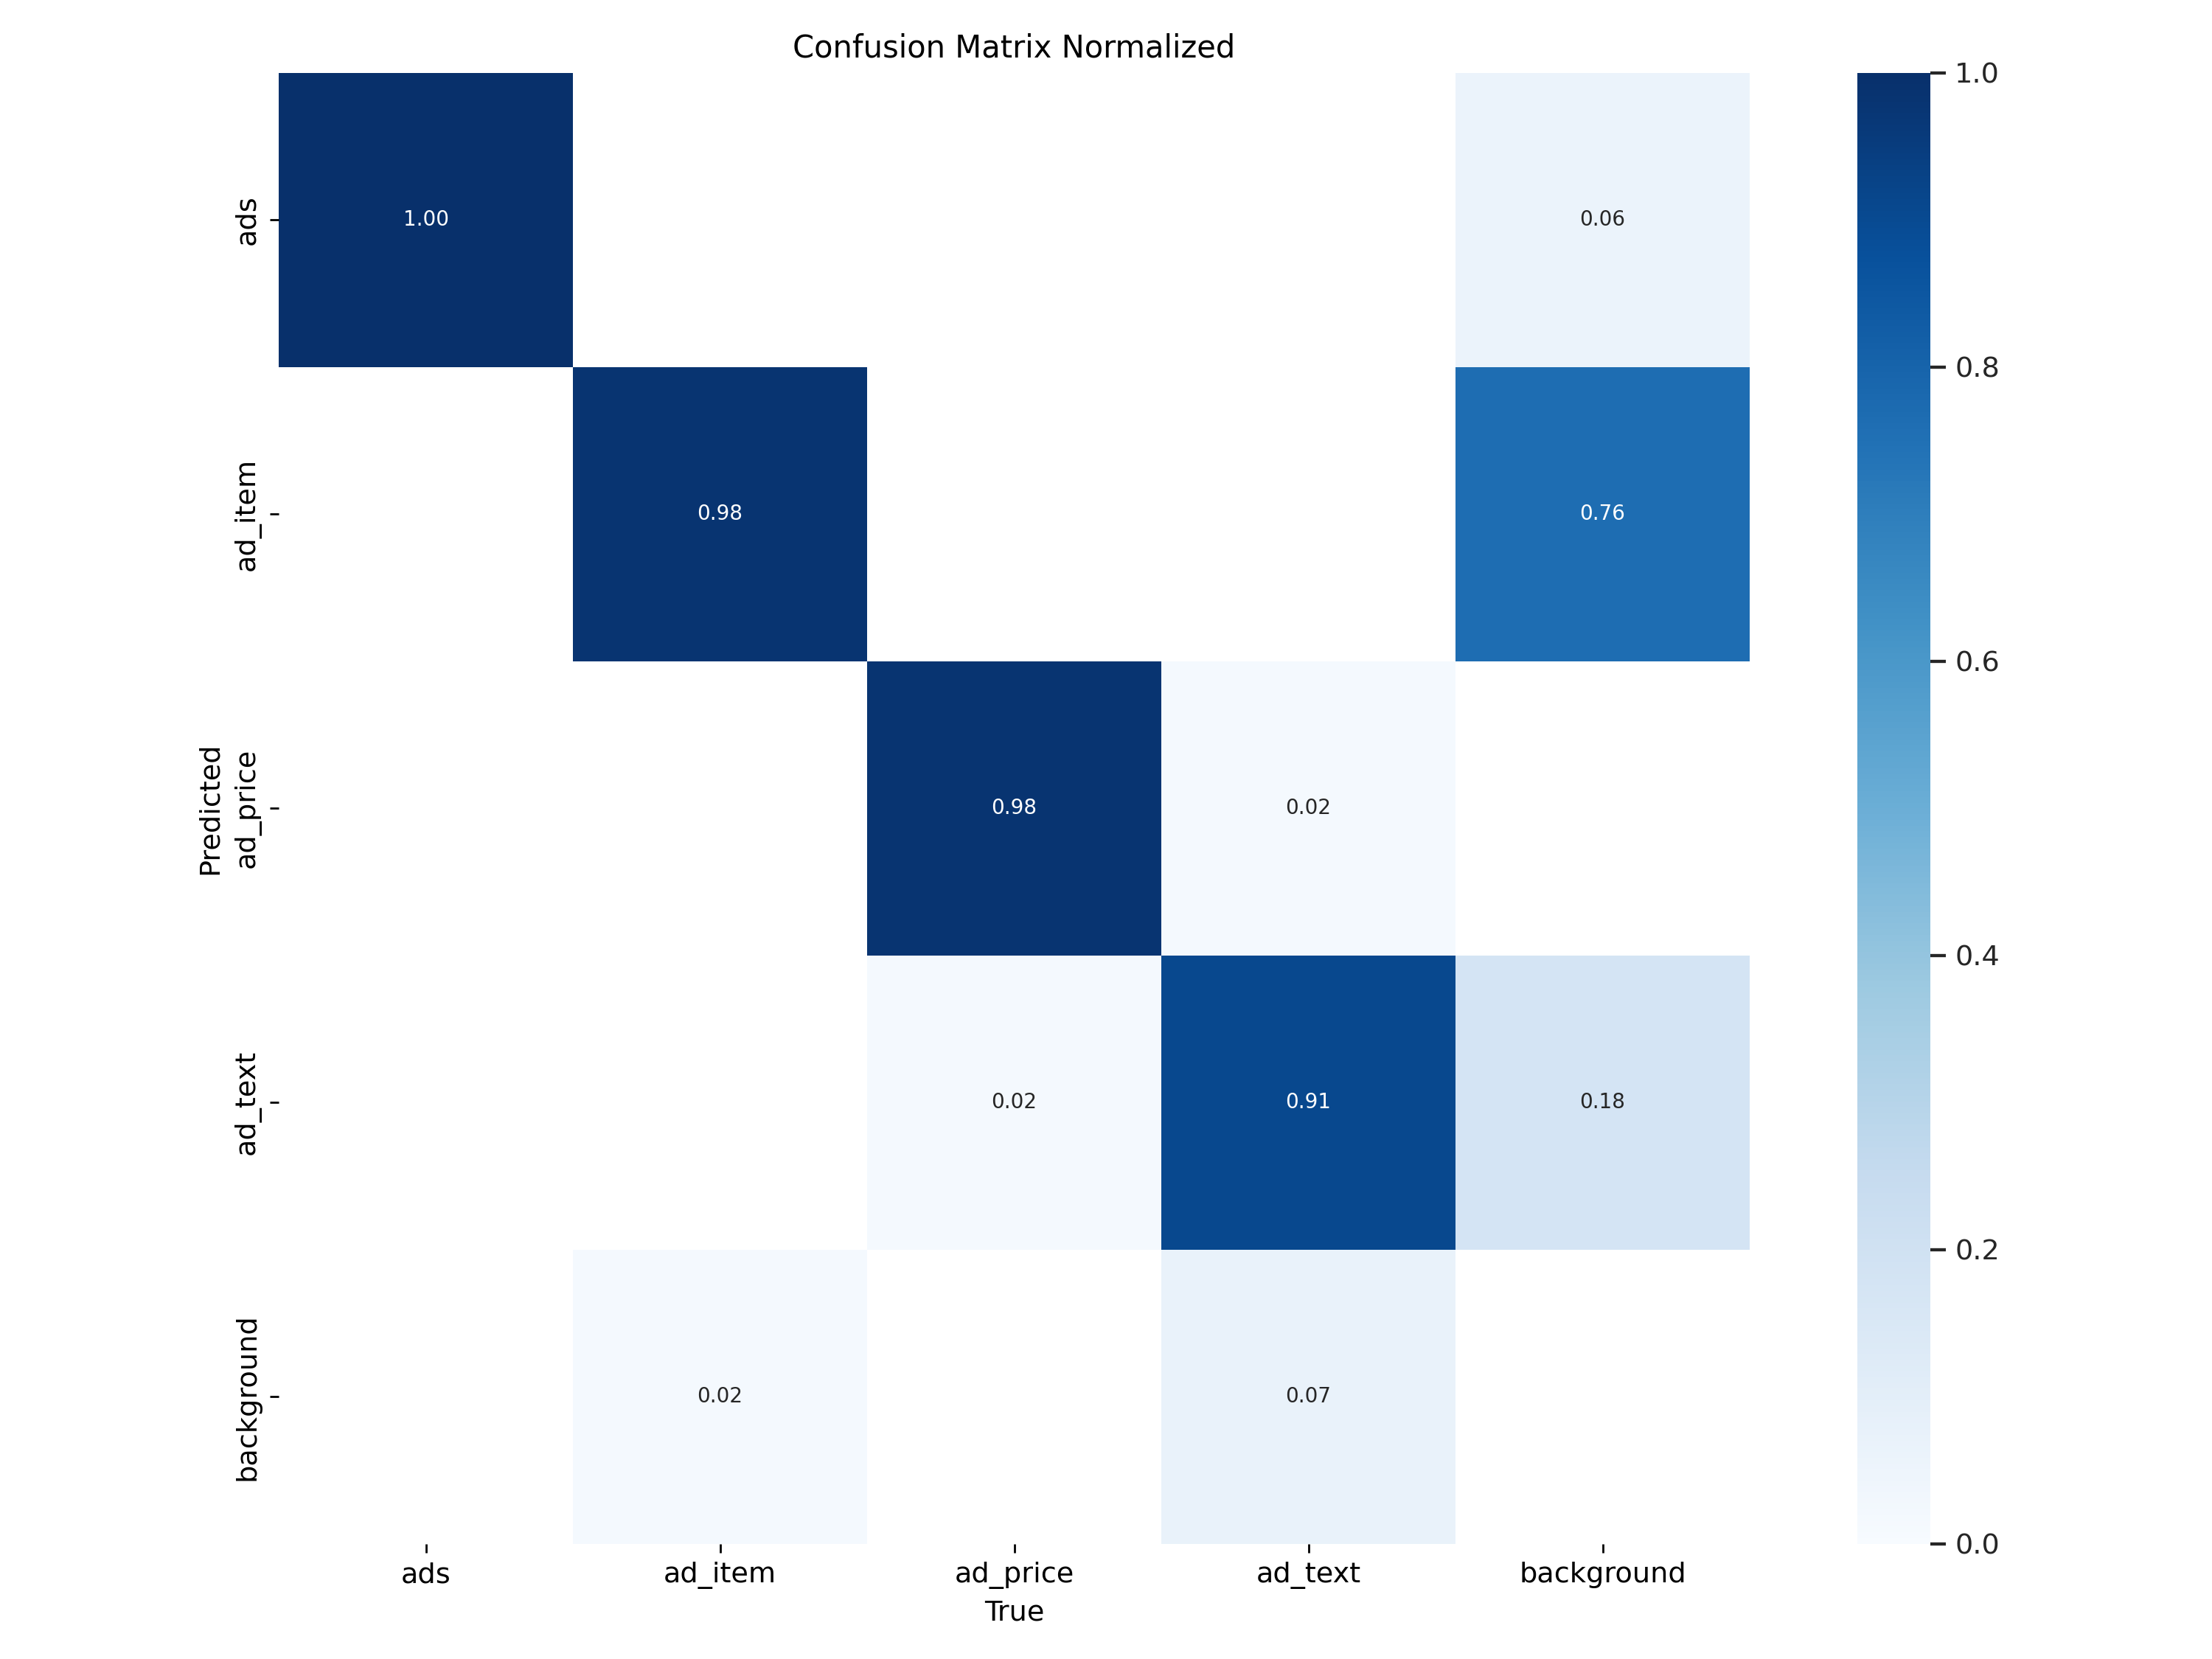 Confusion Matrix Normalized
1.0
ads
1.00
0.06
0.8
ad_item
0.98
0.76
0.6
Predicted
ad_price
0.98
0.02
0.4
ad_text
0.02
0.91
0.18
0.2
background
0.02
0.07
0.0
ads
ad_item
ad_price
ad_text
background
True